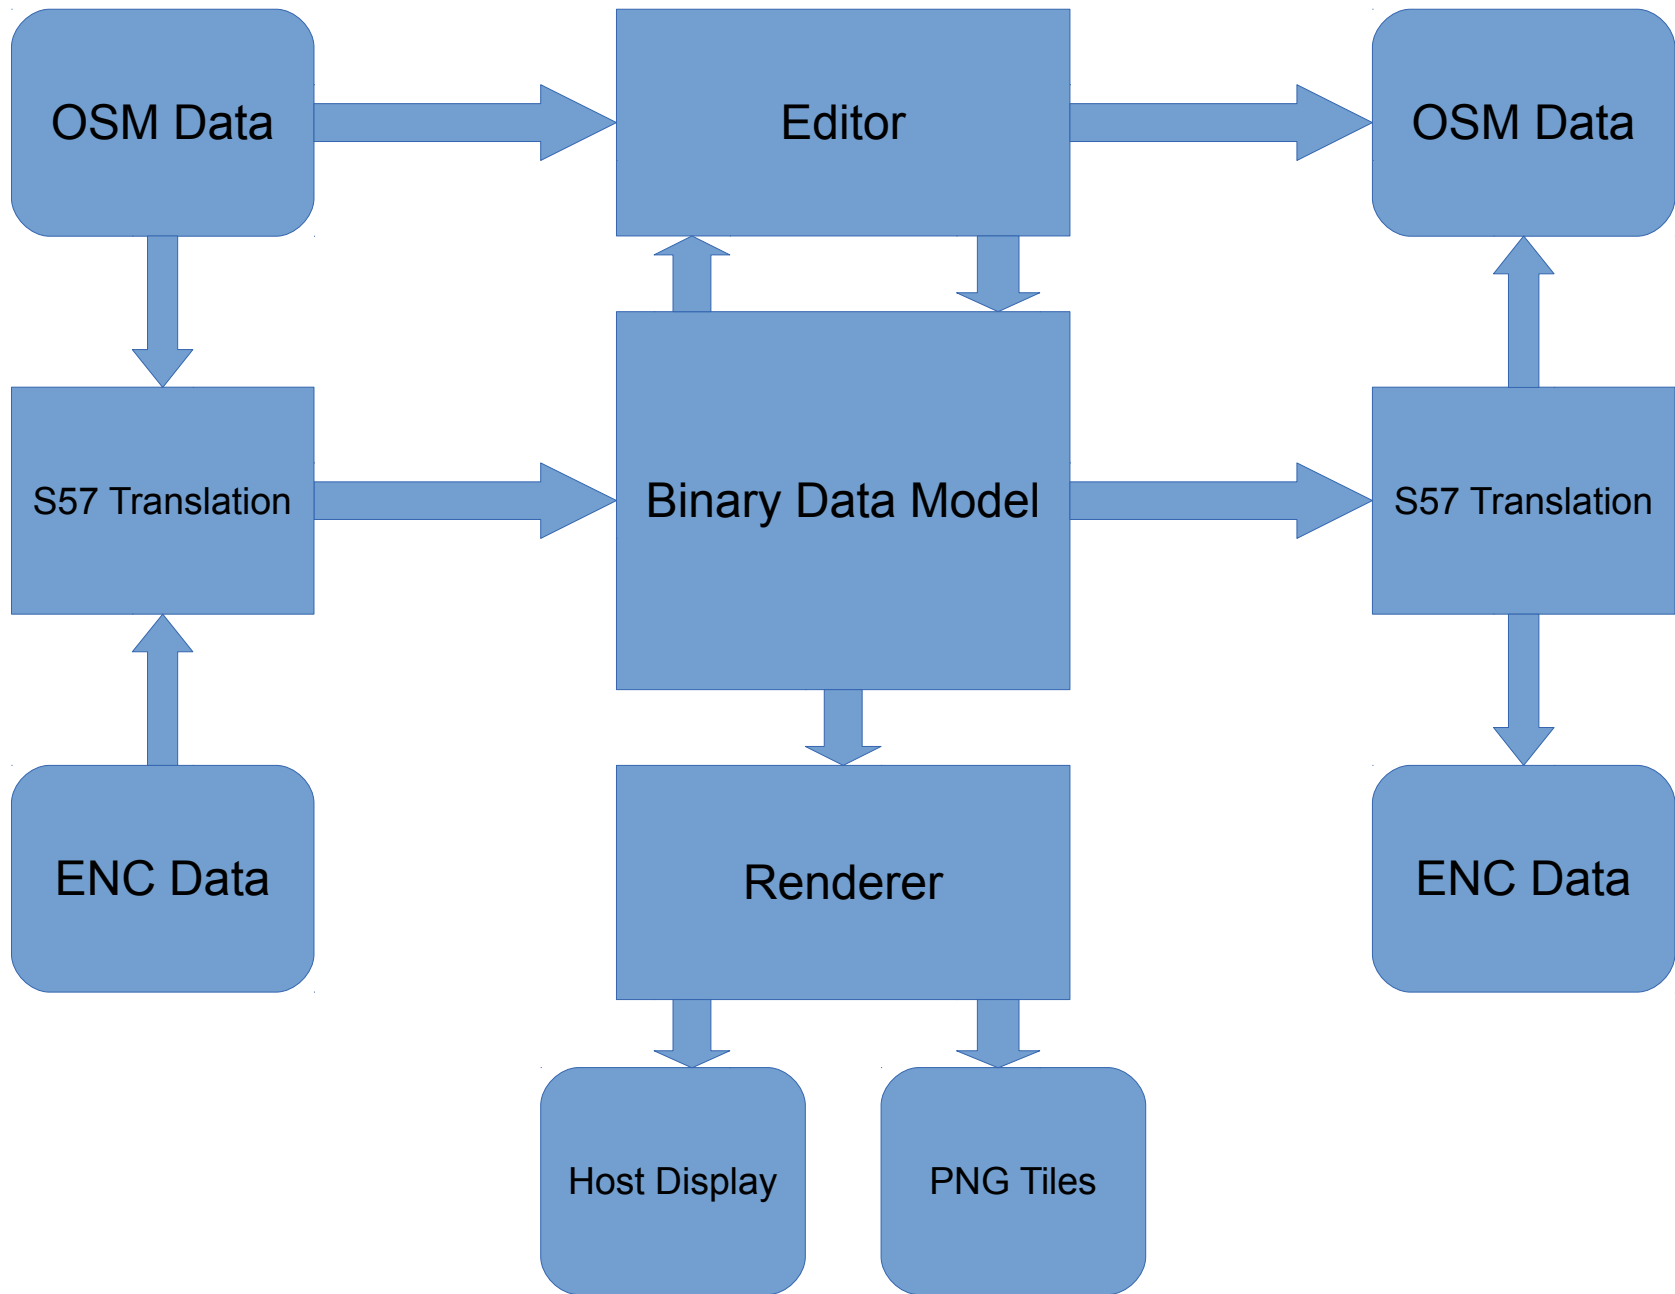 OSM Data
Editor
OSM Data
S57 Translation
Binary Data Model
S57 Translation
ENC Data
Renderer
ENC Data
Host Display
PNG Tiles